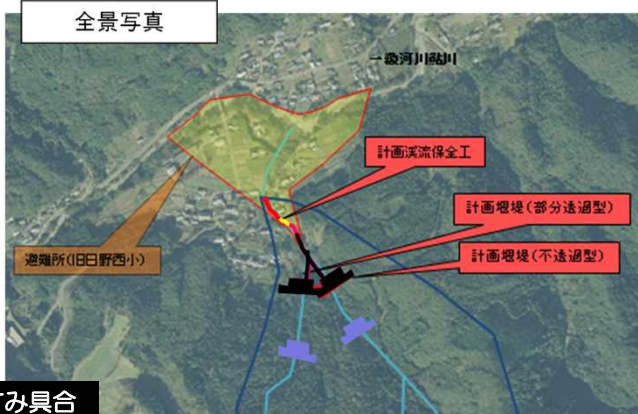 全景写真
一級河川鮎川
計画渓流保全工
計画堰堤(部分透過型)
計画堰堤(不透過型)
避難所(旧日野西小)
み具合